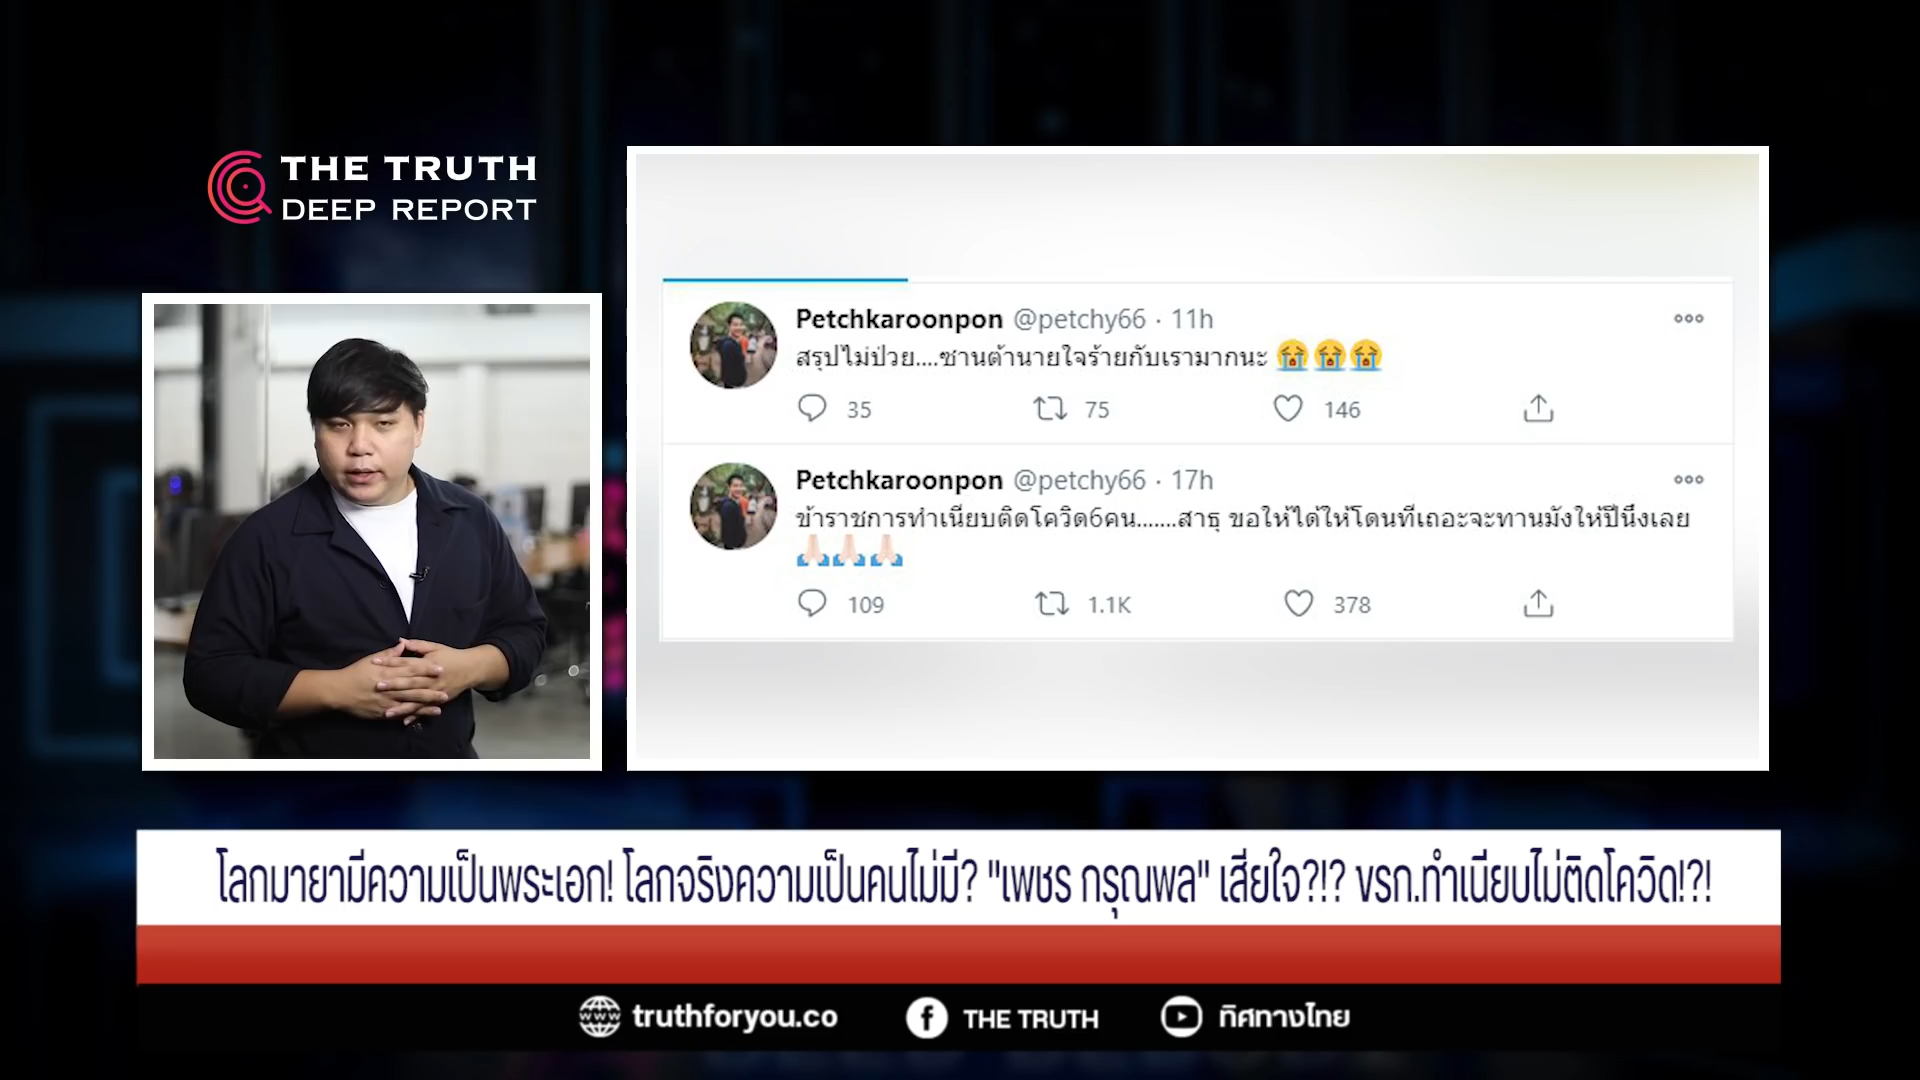 THE TRUTH
DEEP REPORT
Petchkaroonpon @petchy66 · 11h
สรุปไม่ป่วย....ซานต้านายใจร้ายกับเรามากนะ 😭😭😭
35 75 146
Petchkaroonpon @petchy66 · 17h
ข้าราชการทำเนียบติดโควิด6คน.......สาธุ ขอให้ได้ให้โดนทีเถอะจะทานมังให้ปีนึงเลย
🙏🏻🙏🏻🙏🏻
109 1.1K 378
โลกมายามีความเป็นพระเอก! โลกจริงความเป็นคนไม่มี? "เพชร กรุณพล" เสียใจ?!? ขรก.ทำเนียบไม่ติดโควิด!?!
www truthforyou.co f THE TRUTH ทิศทางไทย